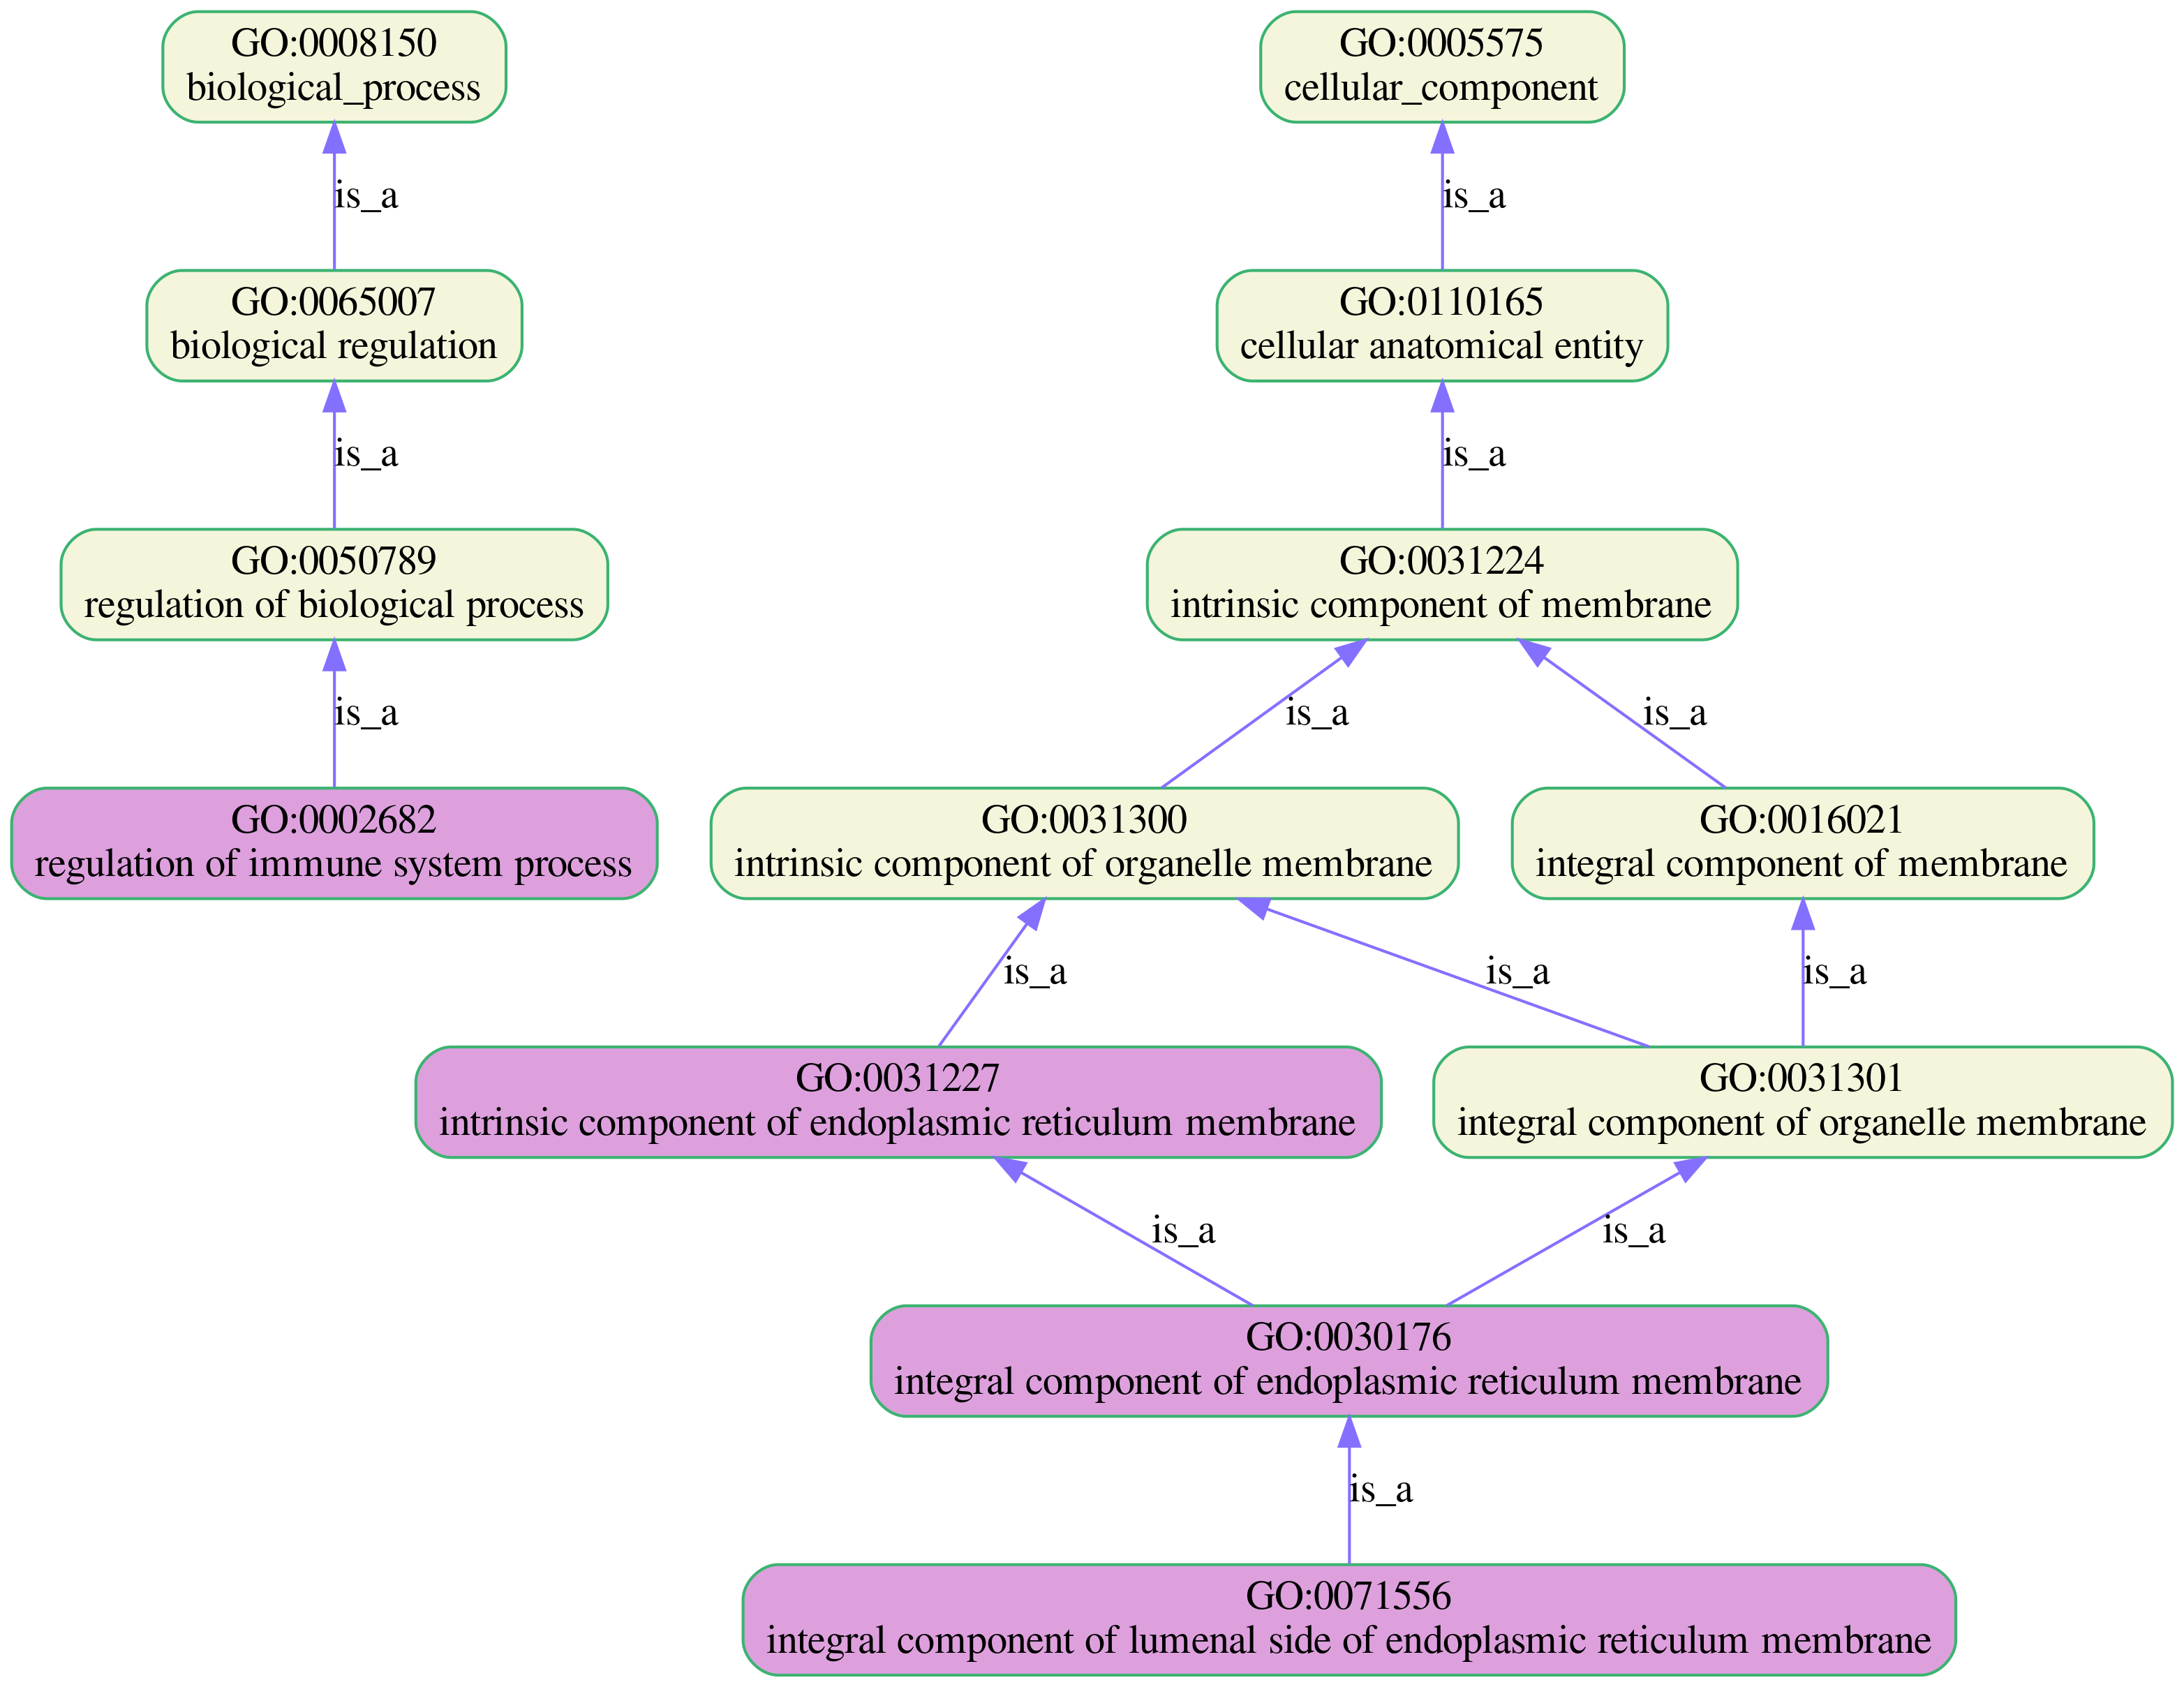 GO:0008150
biological_process
GO:0005575
cellular_component
is_a
is_a
GO:0065007
biological regulation
GO:0110165
cellular anatomical entity
is_a
is_a
GO:0050789
regulation of biological process
GO:0031224
intrinsic component of membrane
is_a
is_a
is_a
GO:0002682
regulation of immune system process
GO:0031300
intrinsic component of organelle membrane
GO:0016021
integral component of membrane
is_a
is_a
is_a
GO:0031227
intrinsic component of endoplasmic reticulum membrane
GO:0031301
integral component of organelle membrane
is_a
is_a
GO:0030176
integral component of endoplasmic reticulum membrane
is_a
GO:0071556
integral component of lumenal side of endoplasmic reticulum membrane